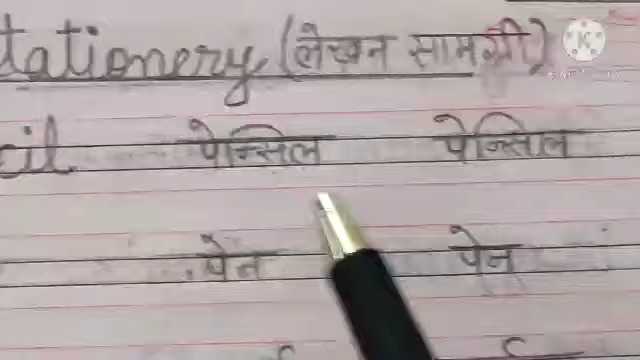 tationery (लेखन सामग्री)
cil पेन्सिल पेन्सिल
पेन पेन